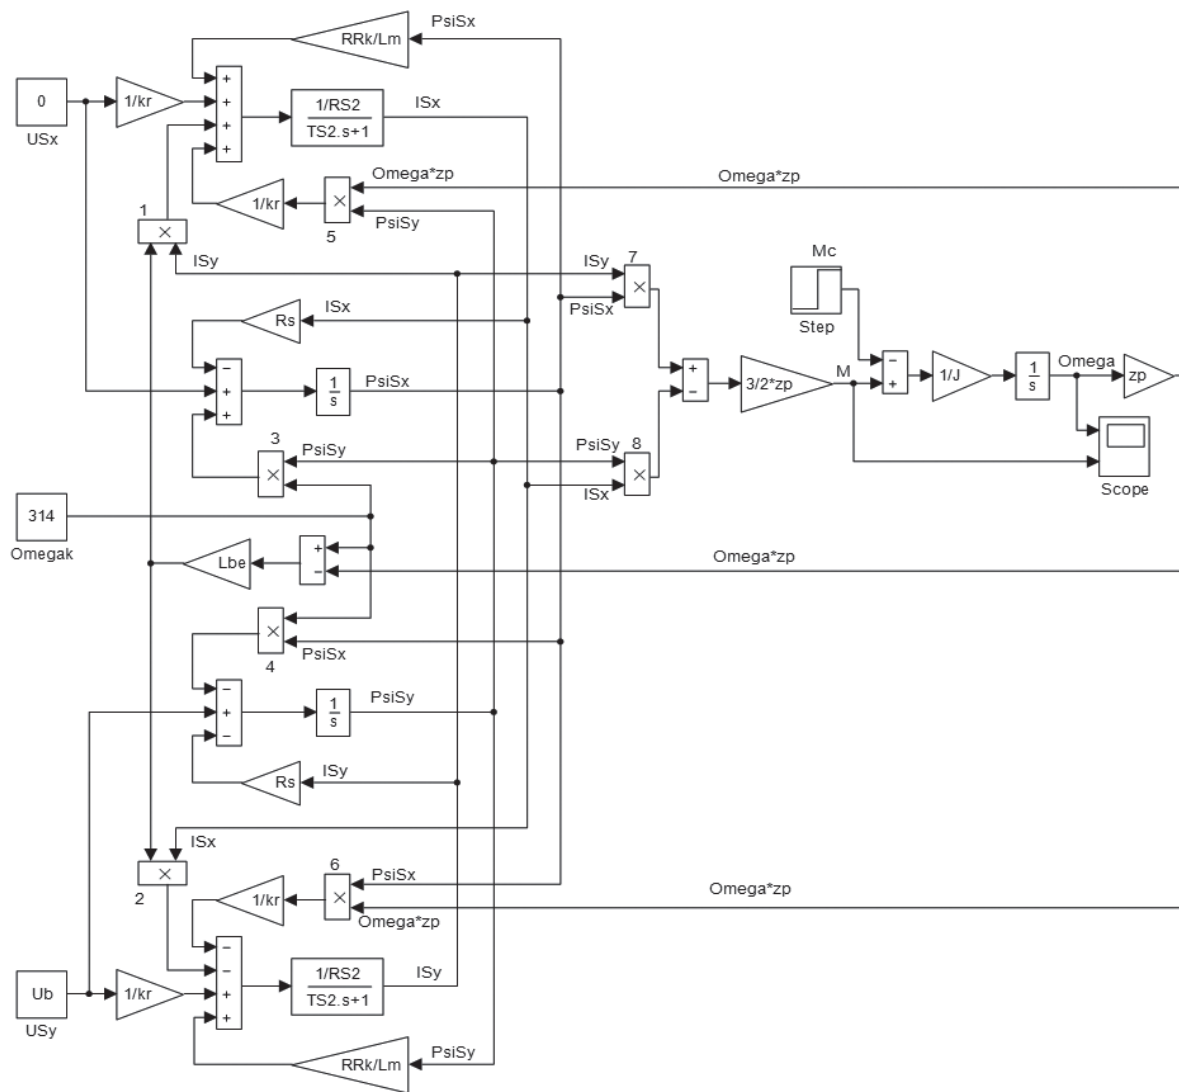 PsiSx
RRk/Lm
0
USx
1/kr
+
+
+
+
1/RS2
TS2.s+1
ISx
Omega*zp
Omega*zp
1/kr
×
PsiSy
5
1
×
ISy
ISy
7
×
PsiSx
Mc
Step
Rs
ISx
−
+
+
1
s
PsiSx
+
−
3/2*zp
M
−
+
1/J
1
s
Omega
zp
Scope
3
PsiSy
×
PsiSy
8
×
ISx
314
Omegak
Lbe
+
−
Omega*zp
×
PsiSx
4
−
+
−
1
s
PsiSy
Rs
ISy
ISx
×
2
6
PsiSx
1/kr
×
Omega*zp
Omega*zp
−
−
+
+
1/RS2
TS2.s+1
ISy
Ub
USy
1/kr
PsiSy
RRk/Lm